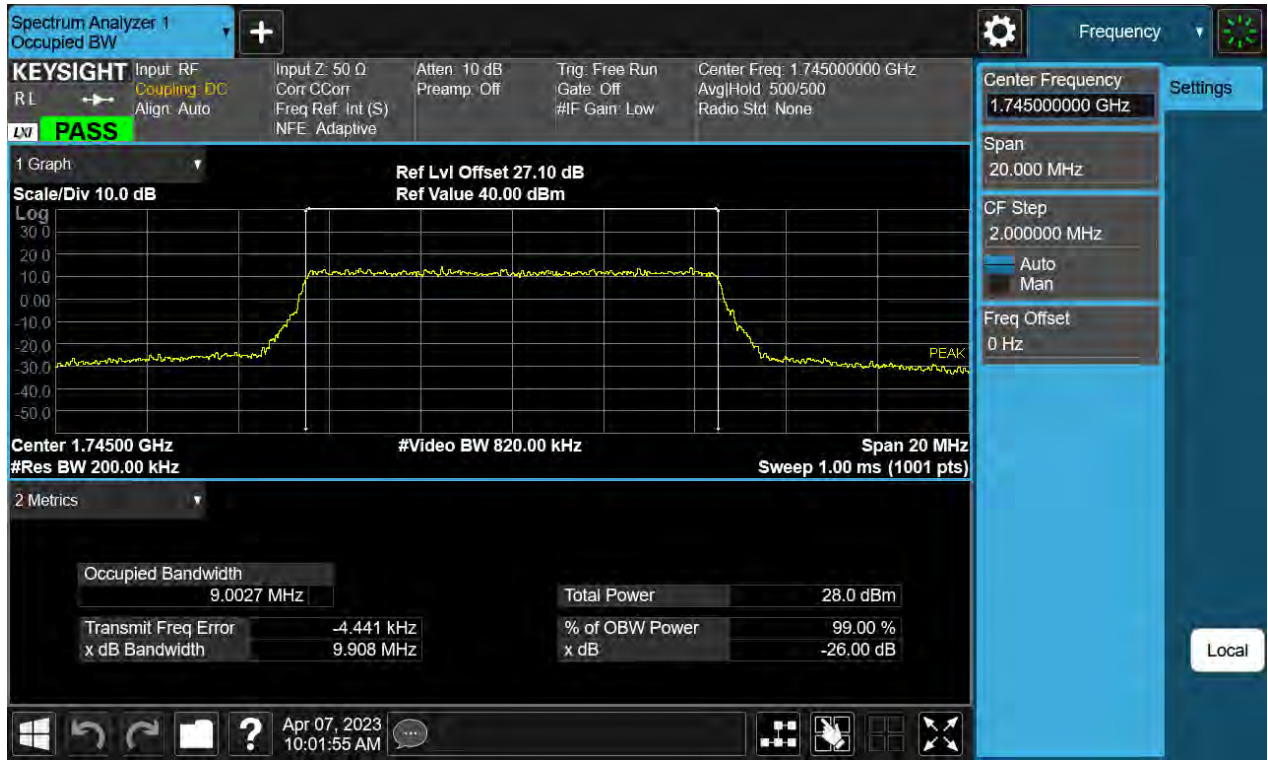 Spectrum Analyzer 1
Occupied BW
+
Frequency
KEYSIGHT
RL
LXI
PASS
Input: RF
Coupling: DC
Align: Auto
Input Z: 50 Ω
Corr CCorr
Freq Ref: Int (S)
NFE: Adaptive
Atten: 10 dB
Preamp: Off
Trig: Free Run
Gate: Off
#IF Gain: Low
Center Freq: 1.745000000 GHz
Avg|Hold: 500/500
Radio Std: None
1 Graph
Scale/Div 10.0 dB
Ref Lvl Offset 27.10 dB
Ref Value 40.00 dBm
Log
30.0
20.0
10.0
0.00
-10.0
-20.0
-30.0
-40.0
-50.0
PEAK
Center 1.74500 GHz
#Video BW 820.00 kHz
Span 20 MHz
#Res BW 200.00 kHz
Sweep 1.00 ms (1001 pts)
2 Metrics
Occupied Bandwidth
9.0027 MHz
Total Power 28.0 dBm
Transmit Freq Error -4.441 kHz
% of OBW Power 99.00 %
x dB Bandwidth 9.908 MHz
x dB -26.00 dB
Center Frequency
1.745000000 GHz
Settings
Span
20.000 MHz
CF Step
2.000000 MHz
Auto
Man
Freq Offset
0 Hz
Local
?
Apr 07, 2023
10:01:55 AM